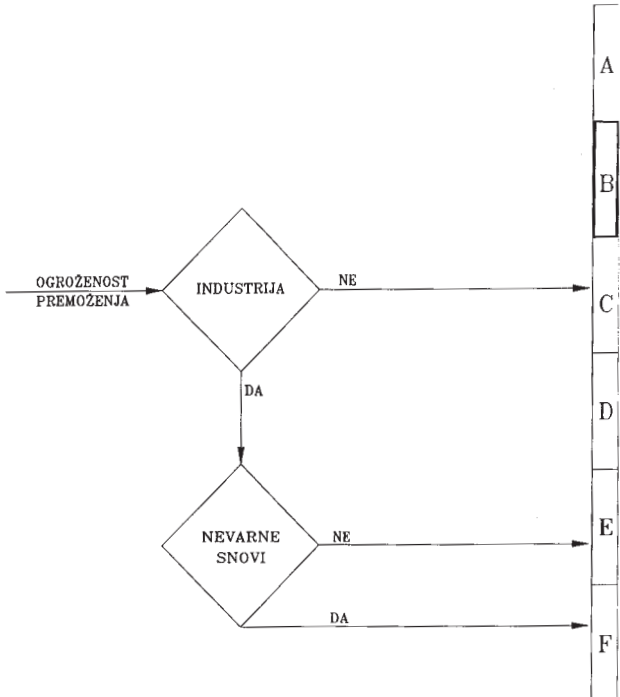 A
B
OGROŽENOST
PREMOŽENJA
INDUSTRIJA
NE
C
DA
D
NEVARNE
SNOVI
NE
E
DA
F